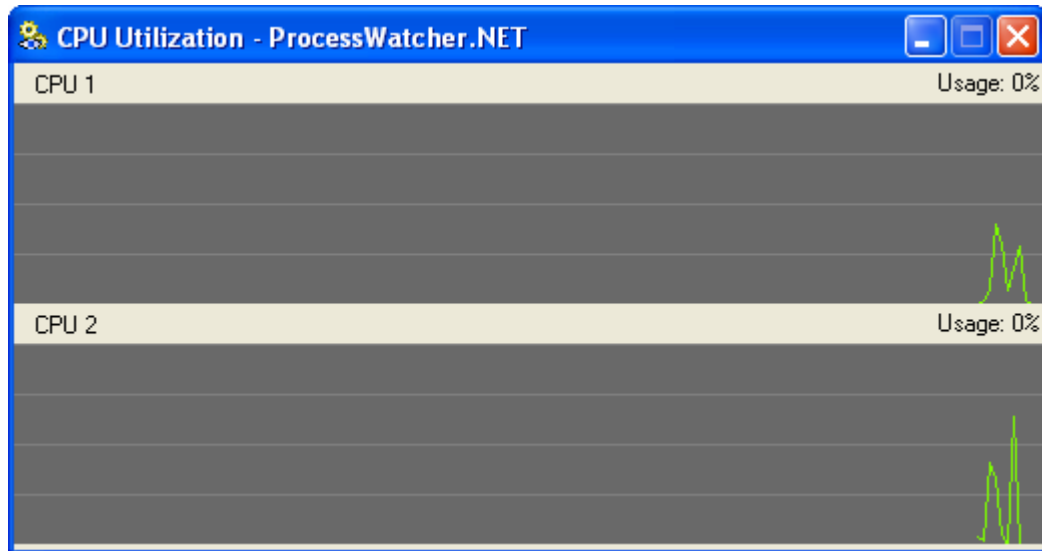 CPU Utilization - ProcessWatcher.NET
CPU 1 Usage: 0%
CPU 2 Usage: 0%